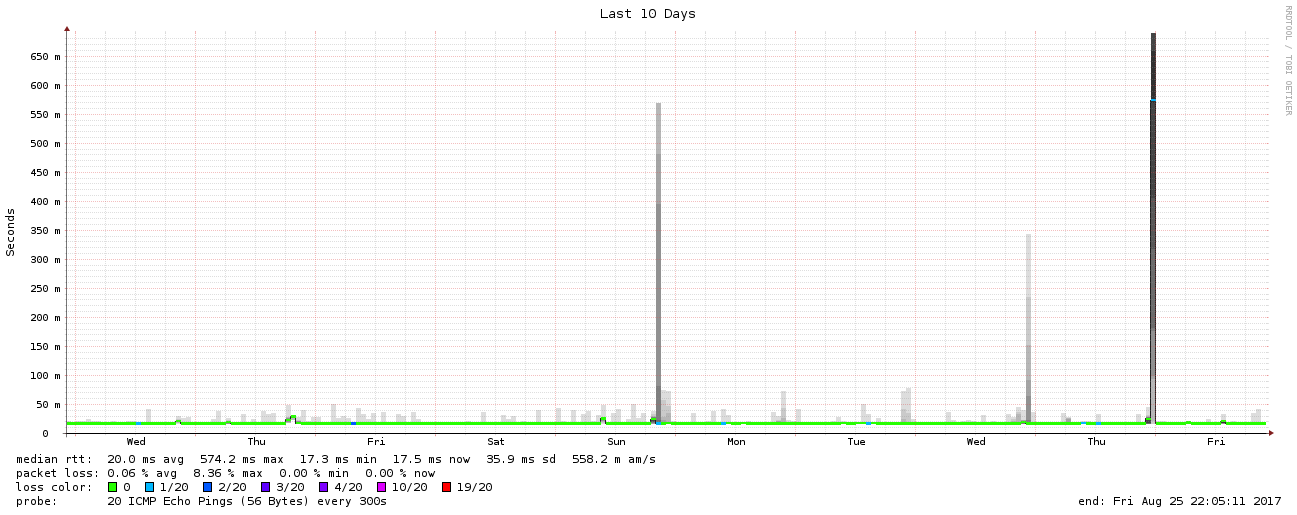 Last 10 Days
RRDTOOL / TOBI OETIKER
Seconds
650 m
600 m
550 m
500 m
450 m
400 m
350 m
300 m
250 m
200 m
150 m
100 m
50 m
0
Wed Thu Fri Sat Sun Mon Tue Wed Thu Fri
median rtt: 20.0 ms avg 574.2 ms max 17.3 ms min 17.5 ms now 35.9 ms sd 558.2 m am/s
packet loss: 0.06 % avg 8.36 % max 0.00 % min 0.00 % now
loss color: 0 1/20 2/20 3/20 4/20 10/20 19/20
probe: 20 ICMP Echo Pings (56 Bytes) every 300s end: Fri Aug 25 22:05:11 2017